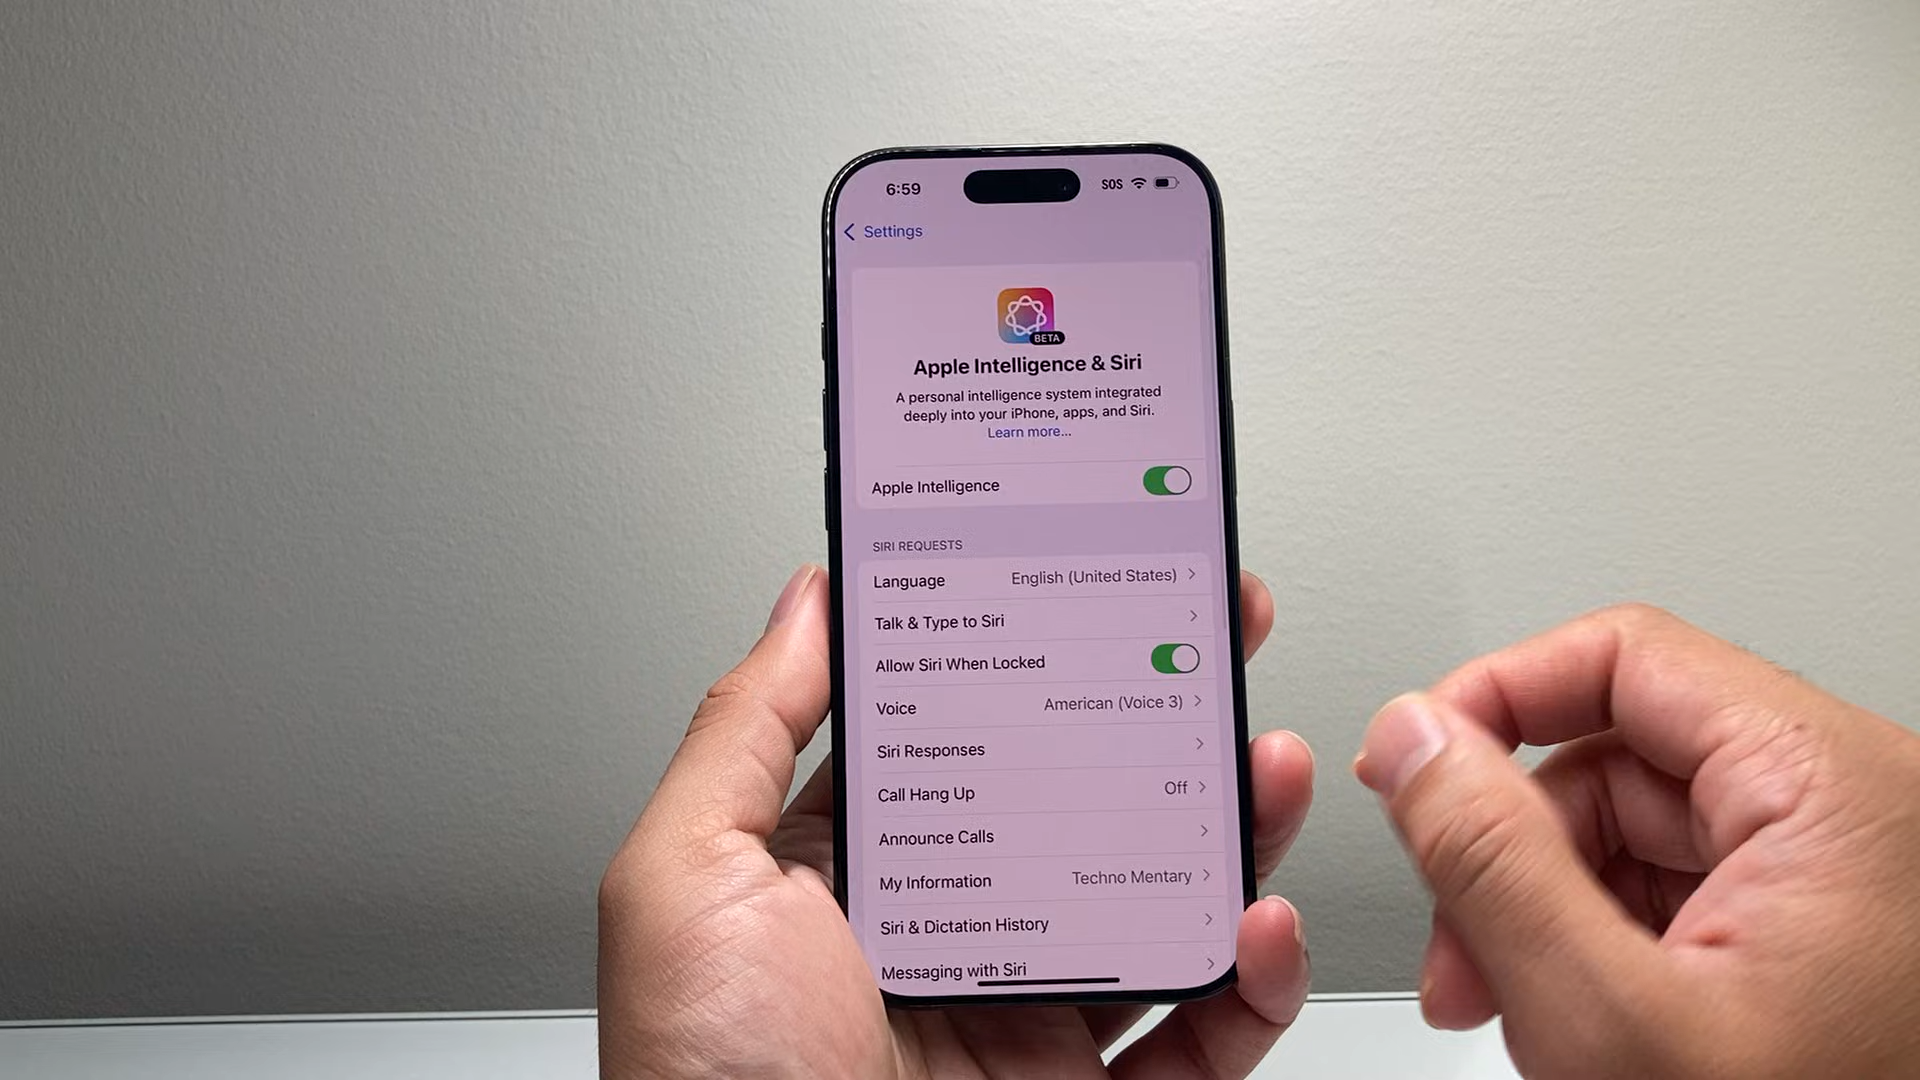 6:59
SOS
Settings
BETA
Apple Intelligence & Siri
A personal intelligence system integrated
deeply into your iPhone, apps, and Siri.
Learn more...
Apple Intelligence
SIRI REQUESTS
Language English (United States)
Talk & Type to Siri
Allow Siri When Locked
Voice American (Voice 3)
Siri Responses
Call Hang Up Off
Announce Calls
My Information Techno Mentary
Siri & Dictation History
Messaging with Siri